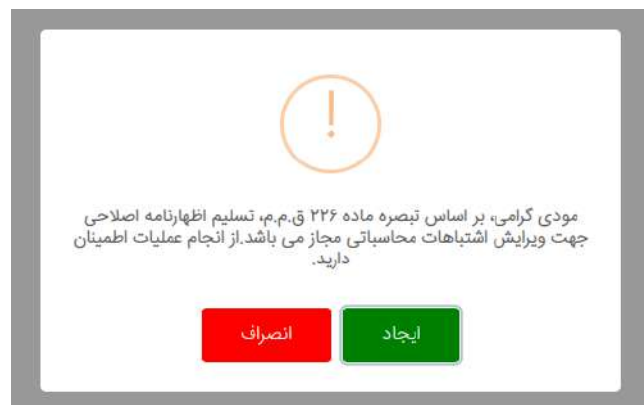 مودی گرامی، بر اساس تبصره ماده ۲۲۶ ق.م.م، تسلیم اظهارنامه اصلاحی
جهت ویرایش اشتباهات محاسباتی مجاز می باشد.از انجام عملیات اطمینان
دارید.
ایجاد
انصراف